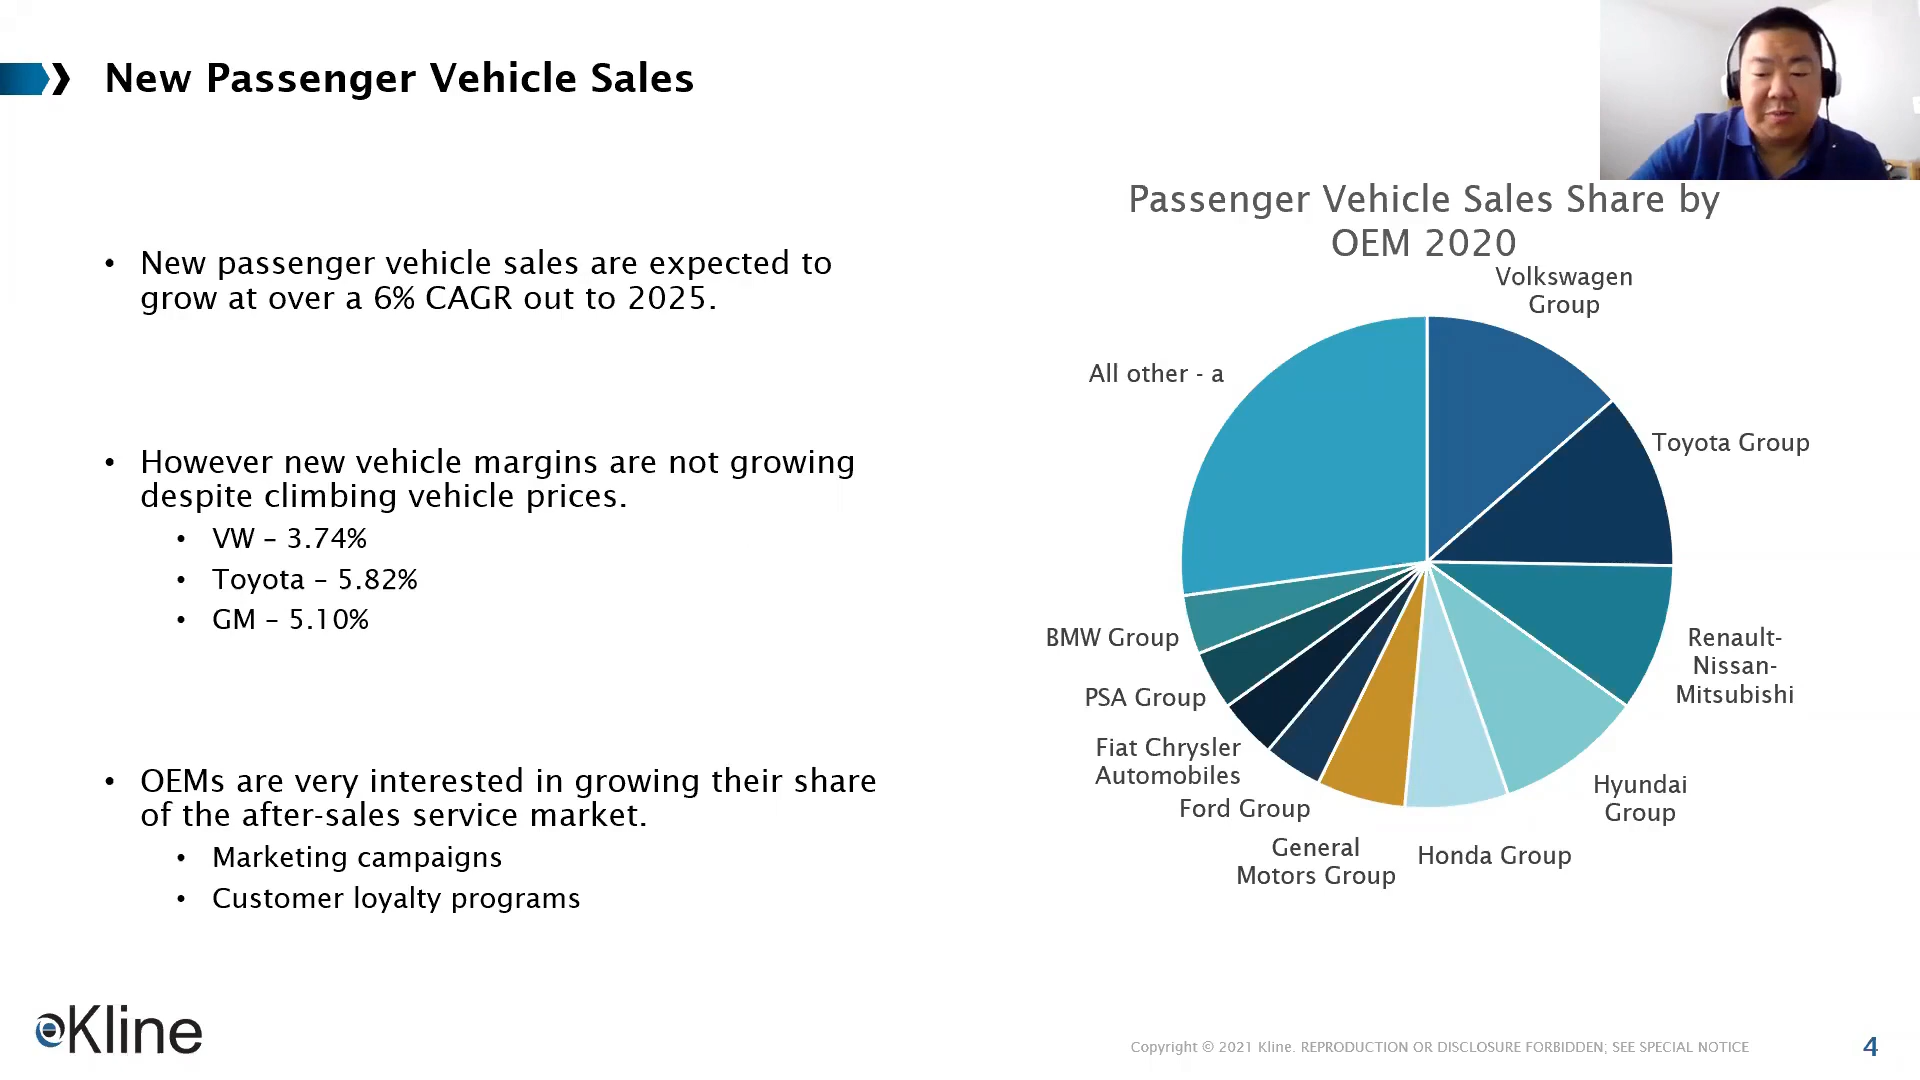 New Passenger Vehicle Sales
• New passenger vehicle sales are expected to
grow at over a 6% CAGR out to 2025.
• However new vehicle margins are not growing
despite climbing vehicle prices.
• VW – 3.74%
• Toyota – 5.82%
• GM – 5.10%
• OEMs are very interested in growing their share
of the after-sales service market.
• Marketing campaigns
• Customer loyalty programs
Passenger Vehicle Sales Share by
OEM 2020
Volkswagen
Group
Toyota Group
Renault-
Nissan-
Mitsubishi
Hyundai
Group
Honda Group
General
Motors Group
Ford Group
Fiat Chrysler
Automobiles
PSA Group
BMW Group
All other - a
Kline
Copyright © 2021 Kline. REPRODUCTION OR DISCLOSURE FORBIDDEN; SEE SPECIAL NOTICE
4